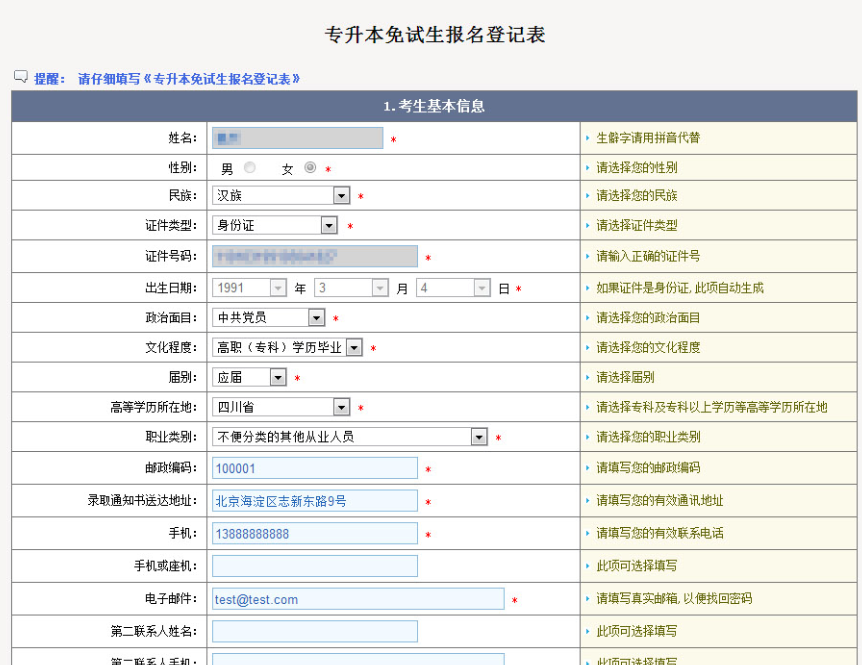 专升本免试生报名登记表
提醒： 请仔细填写《专升本免试生报名登记表》
1.考生基本信息
姓名： * 生僻字请用拼音代替
性别： 男 女 * 请选择您的性别
民族： 汉族 * 请选择您的民族
证件类型： 身份证 * 请选择证件类型
证件号码： * 请输入正确的证件号
出生日期： 1991 年 3 月 4 日 * 如果证件是身份证,此项自动生成
政治面目： 中共党员 * 请选择您的政治面目
文化程度： 高职（专科）学历毕业 * 请选择您的文化程度
届别： 应届 * 请选择届别
高等学历所在地： 四川省 * 请选择专科及专科以上学历等高等学历所在地
职业类别： 不便分类的其他从业人员 * 请选择您的职业类别
邮政编码： 100001 * 请填写您的邮政编码
录取通知书送达地址： 北京海淀区志新东路9号 * 请填写您的有效通讯地址
手机： 13888888888 * 请填写您的有效联系电话
手机或座机： 此项可选择填写
电子邮件： test@test.com * 请填写真实邮箱,以便找回密码
第二联系人姓名： 此项可选择填写
第二联系人手机： 此项可选择填写